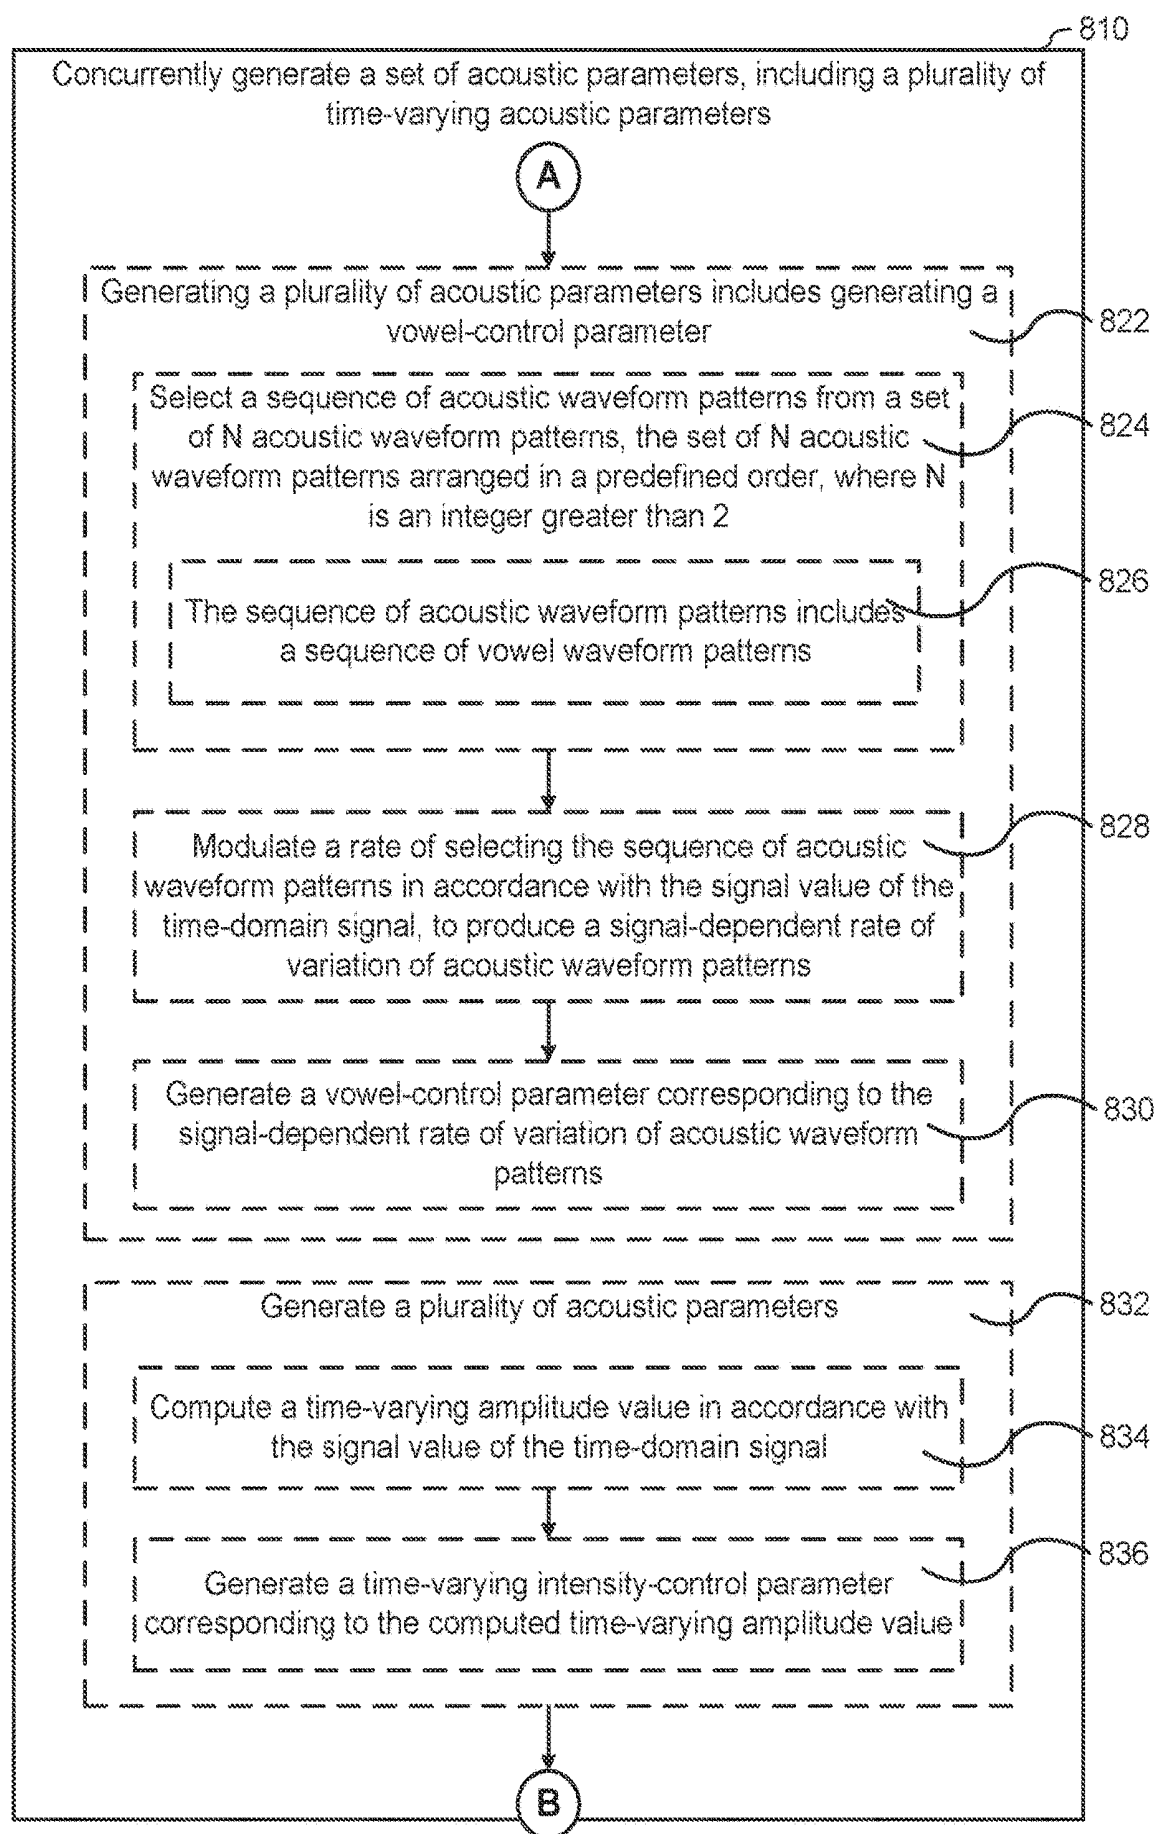 810
Concurrently generate a set of acoustic parameters, including a plurality of
time-varying acoustic parameters
A
Generating a plurality of acoustic parameters includes generating a
vowel-control parameter
822
Select a sequence of acoustic waveform patterns from a set
of N acoustic waveform patterns, the set of N acoustic
waveform patterns arranged in a predefined order, where N
is an integer greater than 2
824
The sequence of acoustic waveform patterns includes
a sequence of vowel waveform patterns
826
Modulate a rate of selecting the sequence of acoustic
waveform patterns in accordance with the signal value of the
time-domain signal, to produce a signal-dependent rate of
variation of acoustic waveform patterns
828
Generate a vowel-control parameter corresponding to the
signal-dependent rate of variation of acoustic waveform
patterns
830
Generate a plurality of acoustic parameters
832
Compute a time-varying amplitude value in accordance with
the signal value of the time-domain signal
834
Generate a time-varying intensity-control parameter
corresponding to the computed time-varying amplitude value
836
B